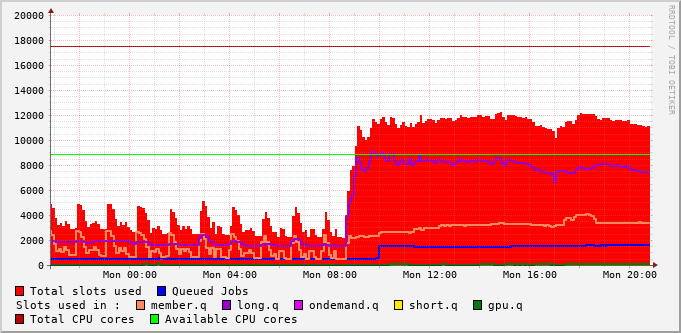 20000
18000
16000
14000
12000
10000
8000
6000
4000
2000
0
Mon 00:00 Mon 04:00 Mon 08:00 Mon 12:00 Mon 16:00 Mon 20:00
RRDTOOL / TOBI OETIKER
Total slots used Queued Jobs
Slots used in : member.q long.q ondemand.q short.q gpu.q
Total CPU cores Available CPU cores